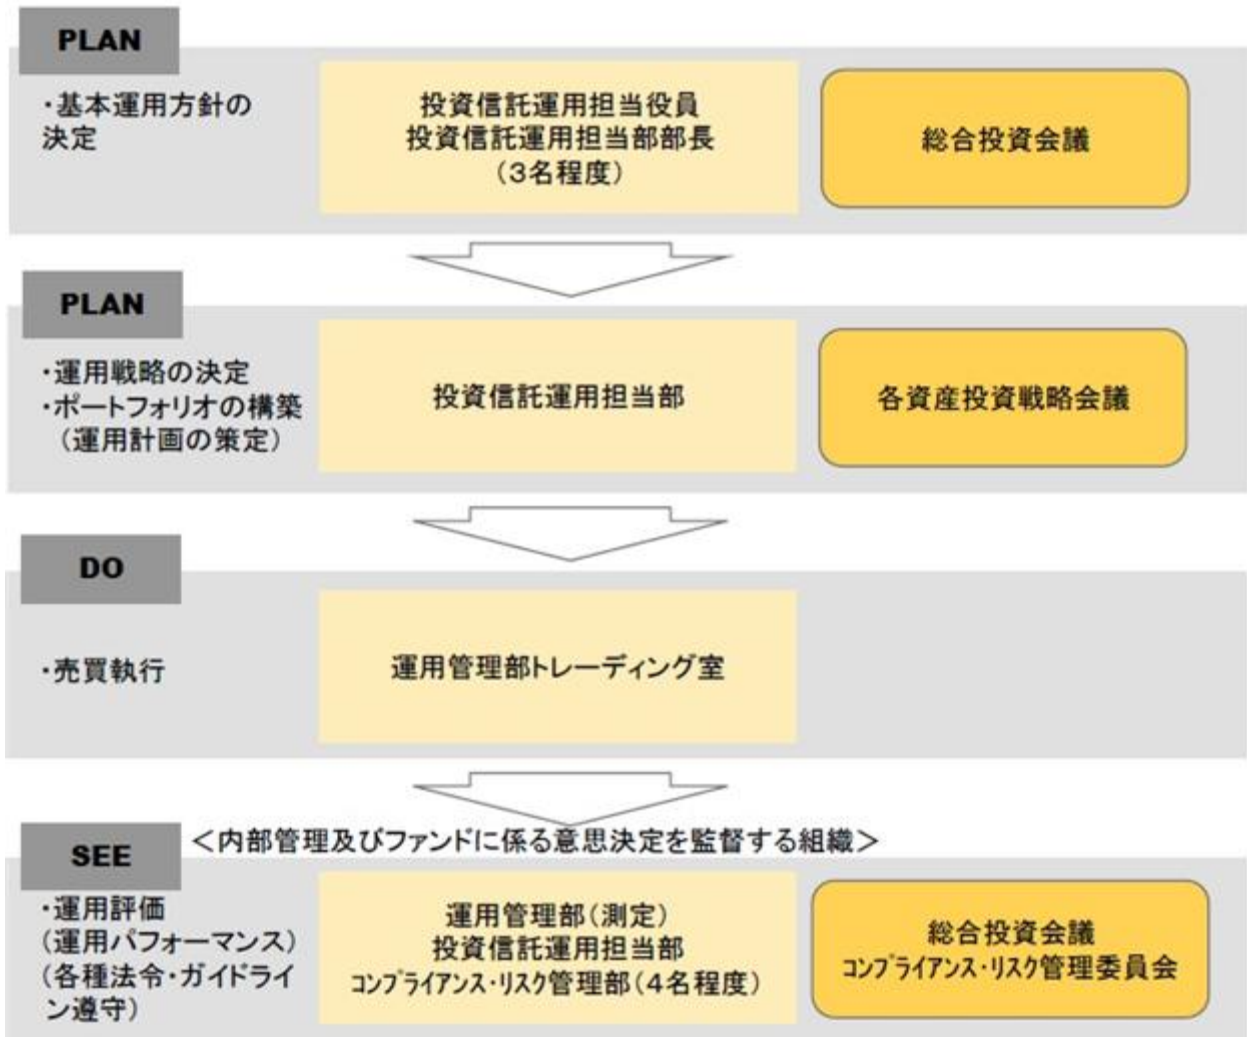 PLAN
・基本運用方針の
決定
投資信託運用担当役員
投資信託運用担当部部長
（３名程度）
総合投資会議
PLAN
・運用戦略の決定
・ポートフォリオの構築
（運用計画の策定）
投資信託運用担当部
各資産投資戦略会議
DO
・売買執行
運用管理部トレーディング室
SEE
＜内部管理及びファンドに係る意思決定を監督する組織＞
・運用評価
(運用パフォーマンス)
(各種法令・ガイドライ
ン遵守）
運用管理部（測定）
投資信託運用担当部
ｺﾝﾌﾟﾗｲｱﾝｽ・ﾘｽｸ管理部（４名程度）
総合投資会議
ｺﾝﾌﾟﾗｲｱﾝｽ・ﾘｽｸ管理委員会